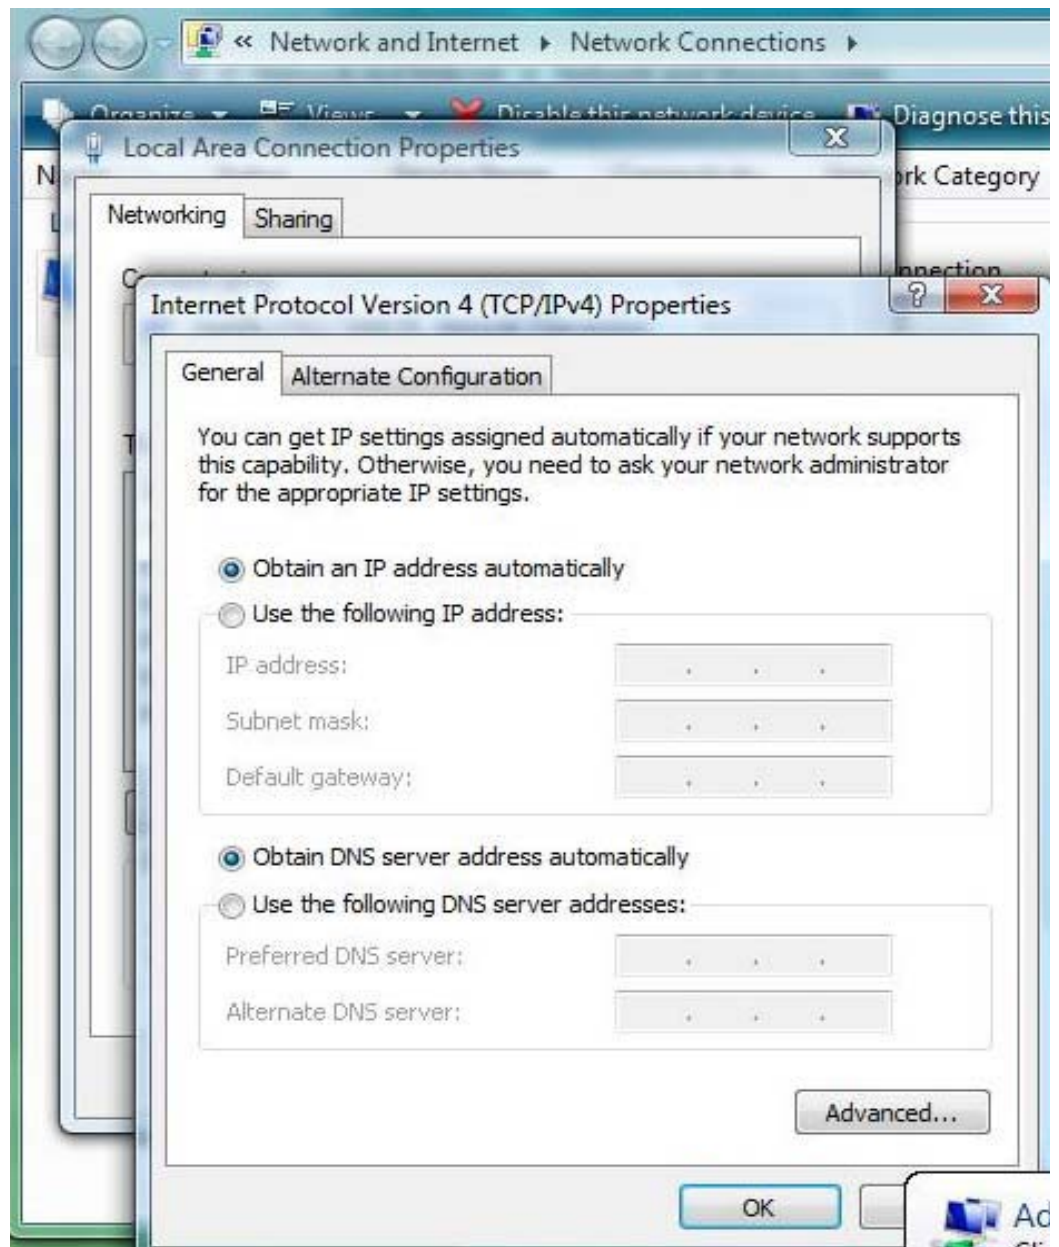 « Network and Internet ▸ Network Connections ▸
Organize Views Disable this network device Diagnose this
Local Area Connection Properties
rk Category
Networking Sharing
nnection
Internet Protocol Version 4 (TCP/IPv4) Properties
General Alternate Configuration
You can get IP settings assigned automatically if your network supports
this capability. Otherwise, you need to ask your network administrator
for the appropriate IP settings.
Obtain an IP address automatically
Use the following IP address:
IP address: . . .
Subnet mask: . . .
Default gateway: . . .
Obtain DNS server address automatically
Use the following DNS server addresses:
Preferred DNS server: . . .
Alternate DNS server: . . .
Advanced...
OK
Ad